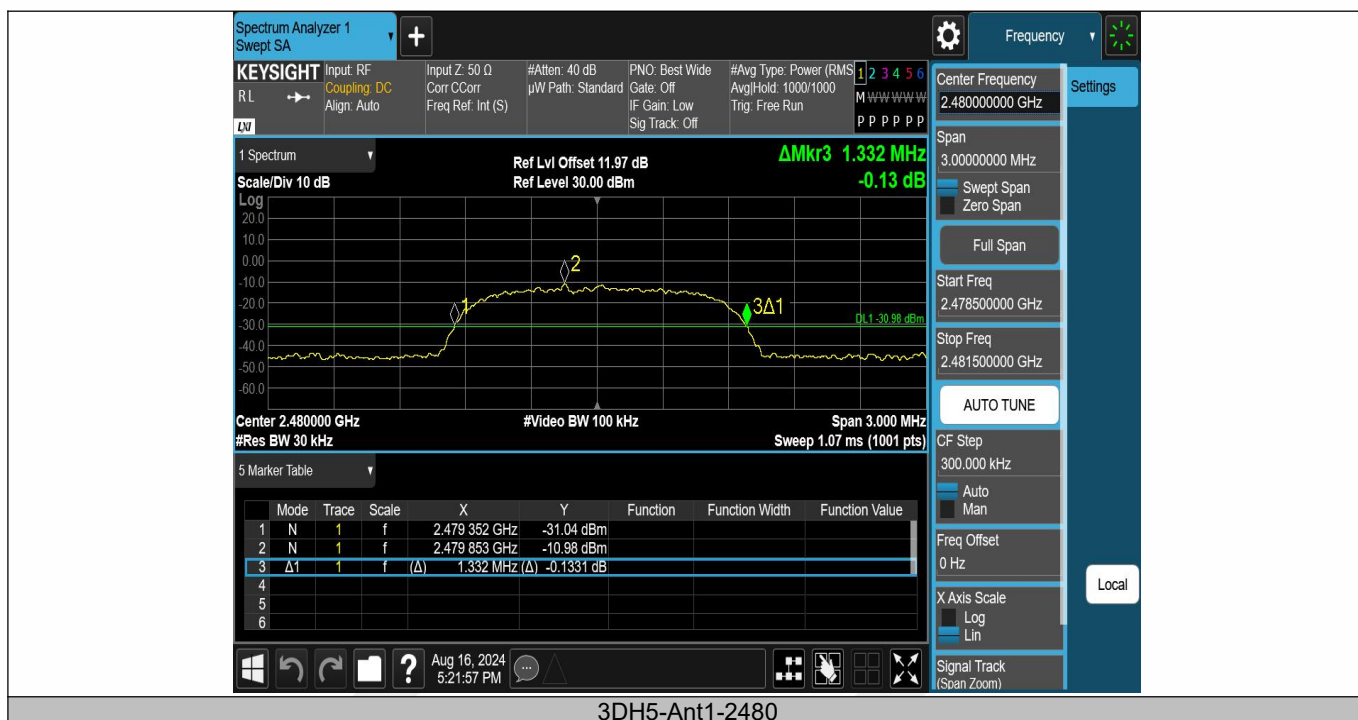 Spectrum Analyzer 1
Swept SA
+
Frequency
KEYSIGHT
RL
LXI
Input: RF
Coupling: DC
Align: Auto
Input Z: 50 Ω
Corr CCorr
Freq Ref: Int (S)
#Atten: 40 dB
µW Path: Standard
PNO: Best Wide
Gate: Off
IF Gain: Low
Sig Track: Off
#Avg Type: Power (RMS
Avg|Hold: 1000/1000
Trig: Free Run
1 2 3 4 5 6
M W W W W W
P P P P P P
1 Spectrum
Scale/Div 10 dB
Ref Lvl Offset 11.97 dB
Ref Level 30.00 dBm
ΔMkr3 1.332 MHz
-0.13 dB
Log
20.0
10.0
0.00
-10.0
-20.0
-30.0
-40.0
-50.0
-60.0
1
2
3Δ1
DL1 -30.98 dBm
Center 2.480000 GHz
#Video BW 100 kHz
Span 3.000 MHz
#Res BW 30 kHz
Sweep 1.07 ms (1001 pts)
5 Marker Table
Mode Trace Scale X Y Function Function Width Function Value
1 N 1 f 2.479 352 GHz -31.04 dBm
2 N 1 f 2.479 853 GHz -10.98 dBm
3 Δ1 1 f (Δ) 1.332 MHz (Δ) -0.1331 dB
4
5
6
?
Aug 16, 2024
5:21:57 PM
Center Frequency
2.480000000 GHz
Settings
Span
3.00000000 MHz
Swept Span
Zero Span
Full Span
Start Freq
2.478500000 GHz
Stop Freq
2.481500000 GHz
AUTO TUNE
CF Step
300.000 kHz
Auto
Man
Freq Offset
0 Hz
X Axis Scale
Log
Lin
Local
Signal Track
(Span Zoom)
3DH5-Ant1-2480